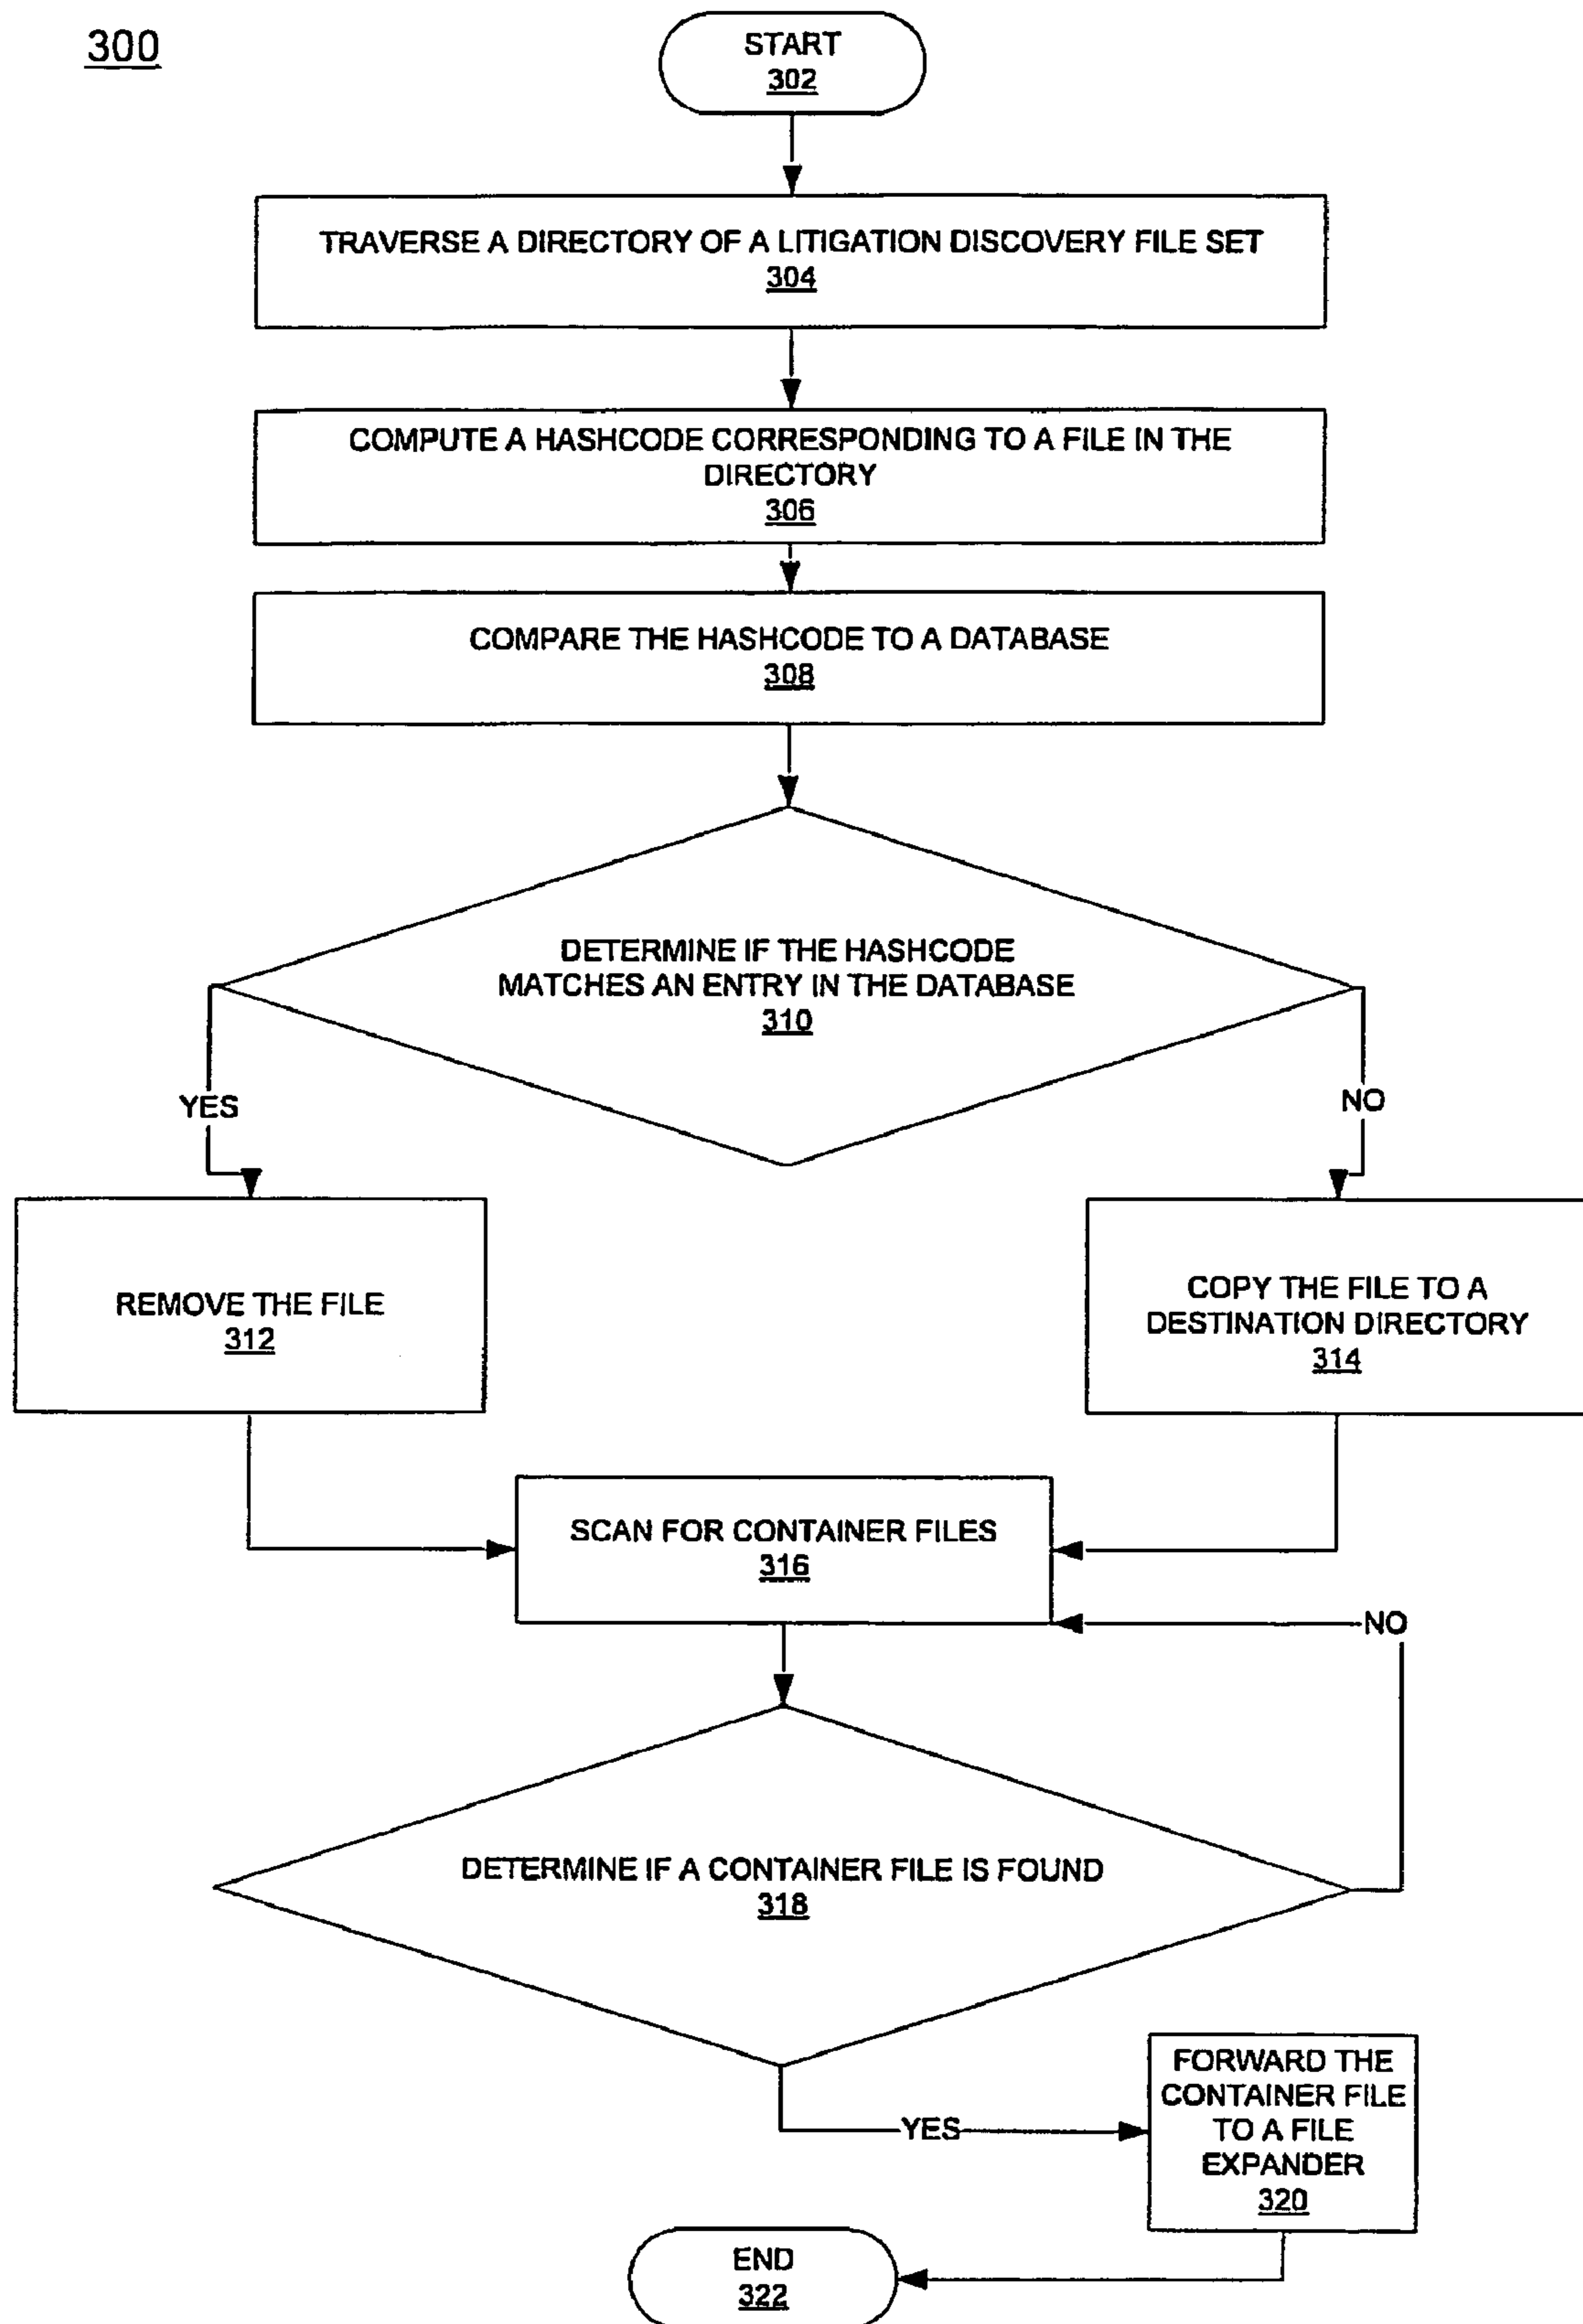 300
START
302
TRAVERSE A DIRECTORY OF A LITIGATION DISCOVERY FILE SET
304
COMPUTE A HASHCODE CORRESPONDING TO A FILE IN THE
DIRECTORY
306
COMPARE THE HASHCODE TO A DATABASE
308
DETERMINE IF THE HASHCODE
MATCHES AN ENTRY IN THE DATABASE
310
YES
NO
REMOVE THE FILE
312
COPY THE FILE TO A
DESTINATION DIRECTORY
314
SCAN FOR CONTAINER FILES
316
NO
DETERMINE IF A CONTAINER FILE IS FOUND
318
YES
FORWARD THE
CONTAINER FILE
TO A FILE
EXPANDER
320
END
322